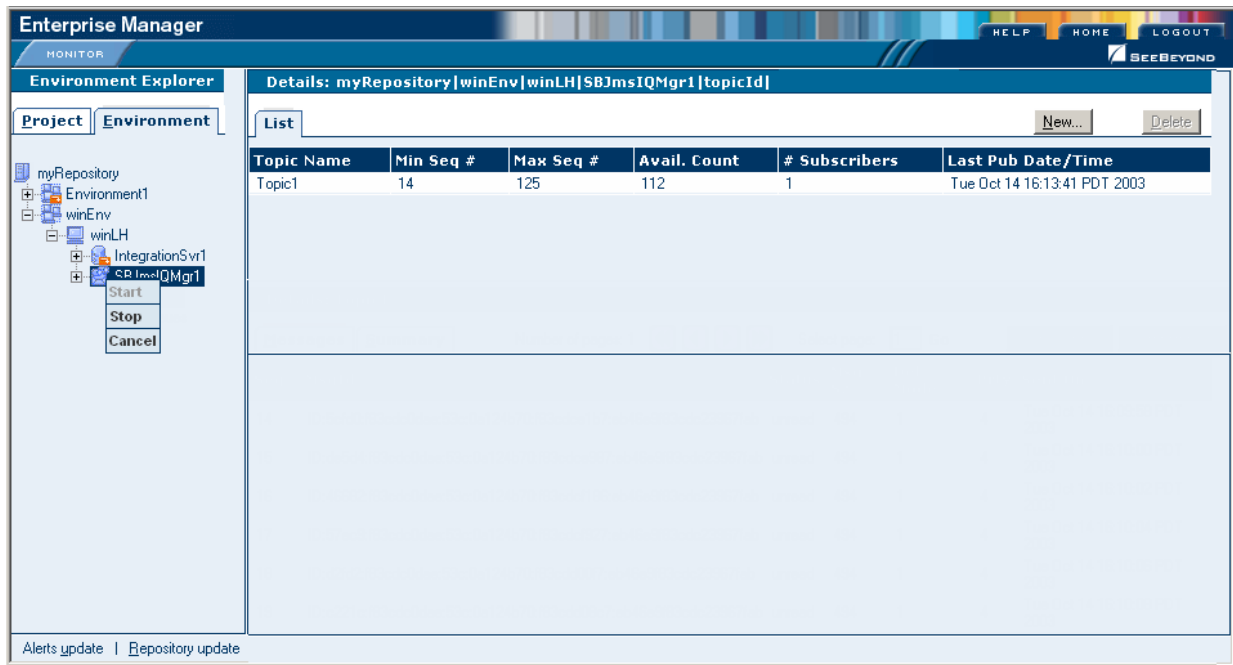 Enterprise Manager
HELP HOME LOGOUT
MONITOR
SEEBEYOND
Environment Explorer
Details: myRepository|winEnv|winLH|SBJmsIQMgr1|topicId|
Project Environment
List New... Delete
Topic Name Min Seq # Max Seq # Avail. Count # Subscribers Last Pub Date/Time
Topic1 14 125 112 1 Tue Oct 14 16:13:41 PDT 2003
myRepository
Environment1
winEnv
winLH
IntegrationSvr1
SBJmsIQMgr1
Start
Stop
Cancel
Alerts update | Repository update